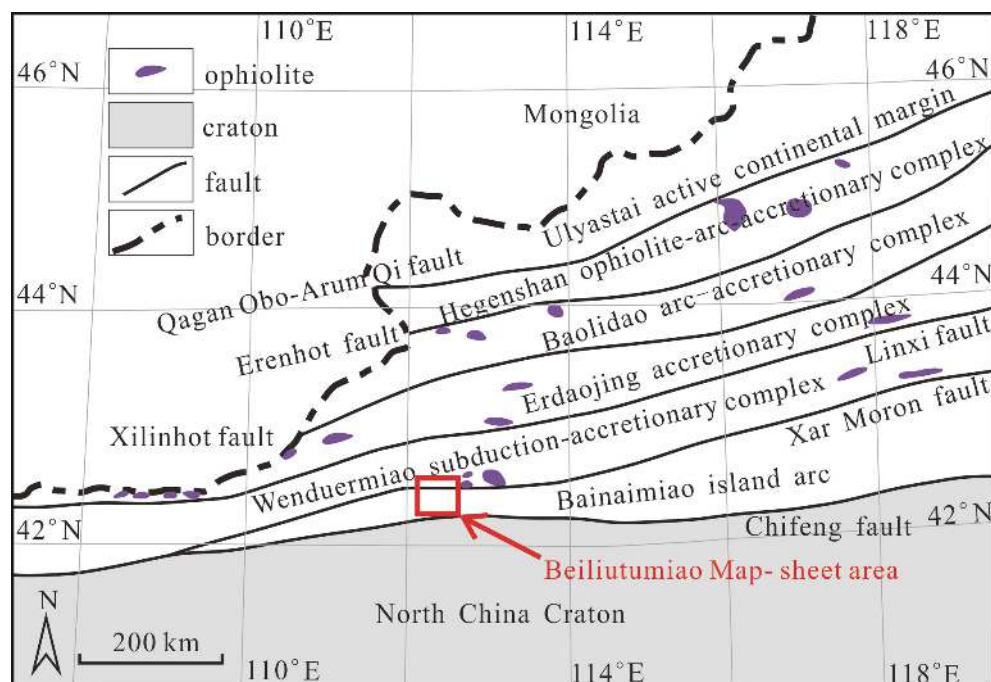 110°E
114°E
118°E
46°N
46°N
ophiolite
craton
fault
border
Mongolia
Ulyastai active continental margin
Qagan Obo-Arum Qi fault
Hegenshan ophiolite-arc-accretionary complex
44°N
44°N
Erenhot fault
Baolidao arc-accretionary complex
Erdaojing accretionary complex
Linxi fault
Xilinhot fault
Wenduermiao subduction-accretionary complex
Xar Moron fault
Bainaimiao island arc
42°N
42°N
Chifeng fault
Beiliutumiao Map- sheet area
N
North China Craton
200 km
110°E
114°E
118°E